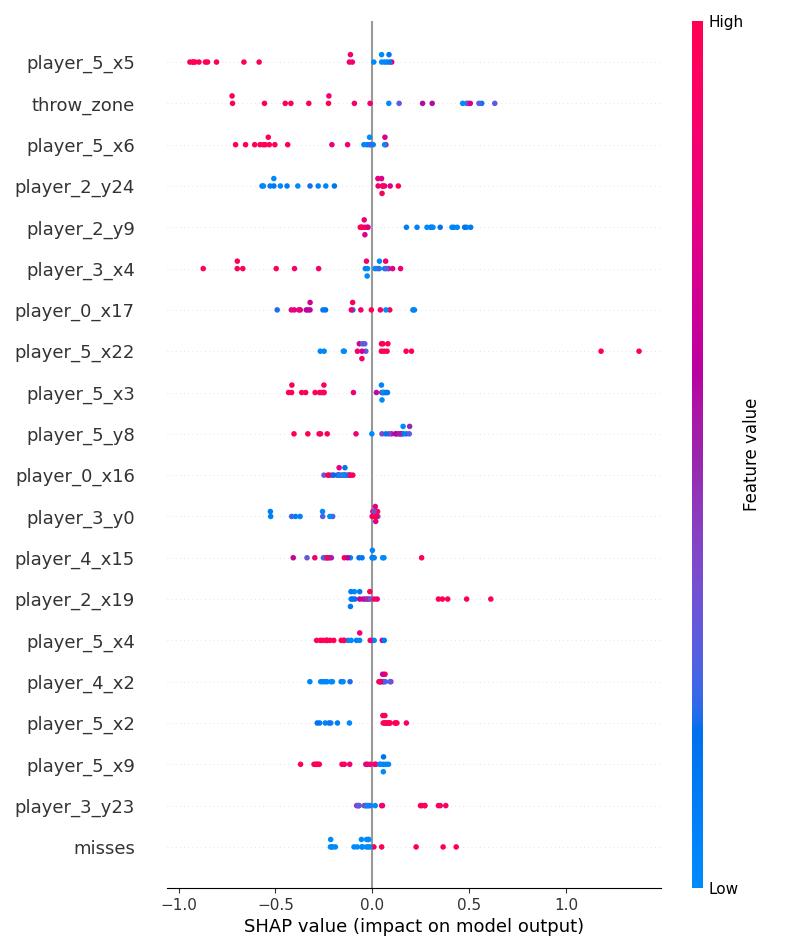 High
player_5_x5
throw_zone
player_5_x6
player_2_y24
player_2_y9
player_3_x4
player_0_x17
player_5_x22
player_5_x3
player_5_y8
player_0_x16
player_3_y0
player_4_x15
player_2_x19
player_5_x4
player_4_x2
player_5_x2
player_5_x9
player_3_y23
misses
Feature value
Low
−1.0 −0.5 0.0 0.5 1.0
SHAP value (impact on model output)